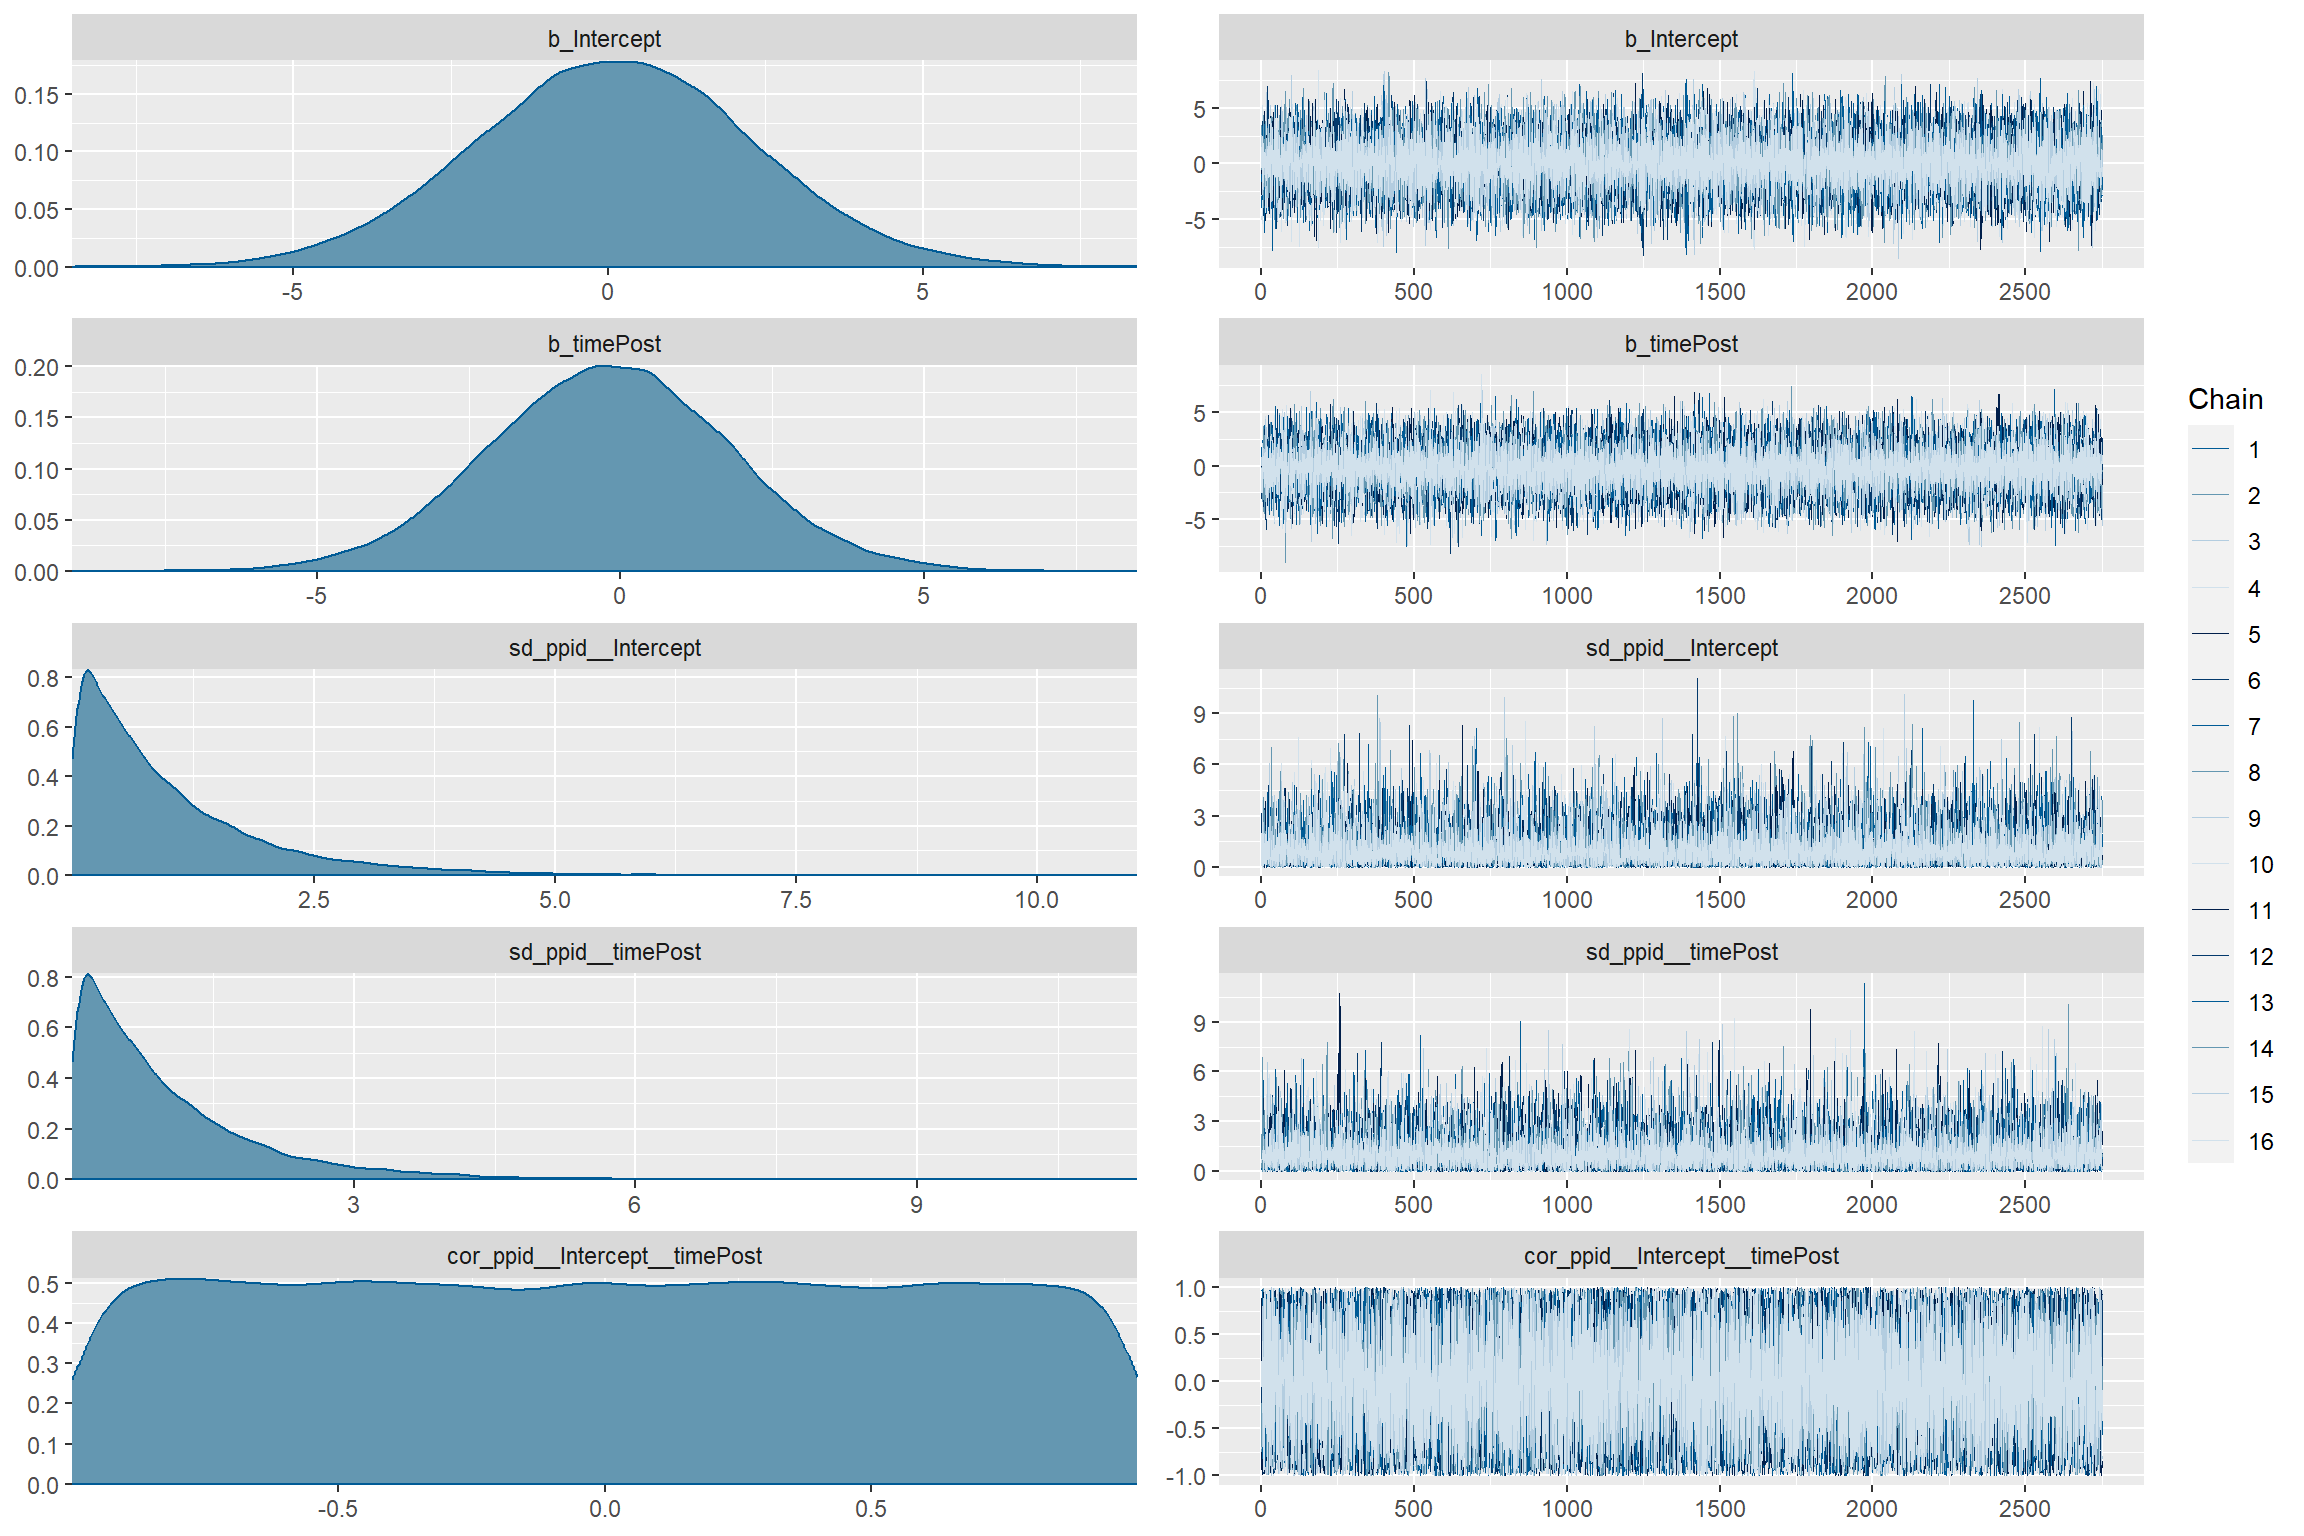 b_Intercept
0.15
0.10
0.05
0.00
-5 0 5
b_Intercept
5
0
-5
0 500 1000 1500 2000 2500
b_timePost
0.20
0.15
0.10
0.05
0.00
-5 0 5
b_timePost
5
0
-5
0 500 1000 1500 2000 2500
sd_ppid__Intercept
0.8
0.6
0.4
0.2
0.0
2.5 5.0 7.5 10.0
sd_ppid__Intercept
9
6
3
0
0 500 1000 1500 2000 2500
sd_ppid__timePost
0.8
0.6
0.4
0.2
0.0
3 6 9
sd_ppid__timePost
9
6
3
0
0 500 1000 1500 2000 2500
cor_ppid__Intercept__timePost
0.5
0.4
0.3
0.2
0.1
0.0
-0.5 0.0 0.5
cor_ppid__Intercept__timePost
1.0
0.5
0.0
-0.5
-1.0
0 500 1000 1500 2000 2500
Chain
1
2
3
4
5
6
7
8
9
10
11
12
13
14
15
16